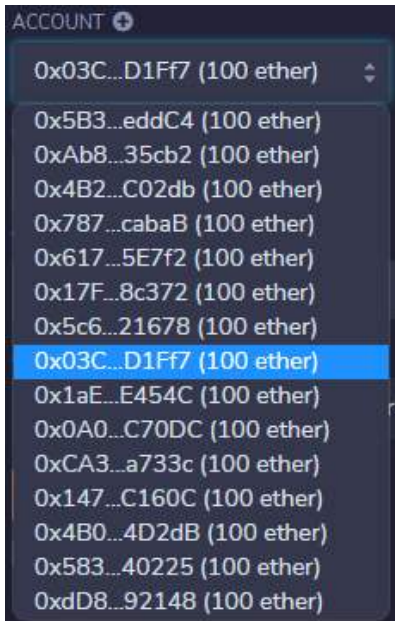 ACCOUNT
0x03C...D1Ff7 (100 ether)
0x5B3...eddC4 (100 ether)
0xAb8...35cb2 (100 ether)
0x4B2...C02db (100 ether)
0x787...cabaB (100 ether)
0x617...5E7f2 (100 ether)
0x17F...8c372 (100 ether)
0x5c6...21678 (100 ether)
0x03C...D1Ff7 (100 ether)
0x1aE...E454C (100 ether)
0x0A0...C70DC (100 ether)
0xCA3...a733c (100 ether)
0x147...C160C (100 ether)
0x4B0...4D2dB (100 ether)
0x583...40225 (100 ether)
0xdD8...92148 (100 ether)